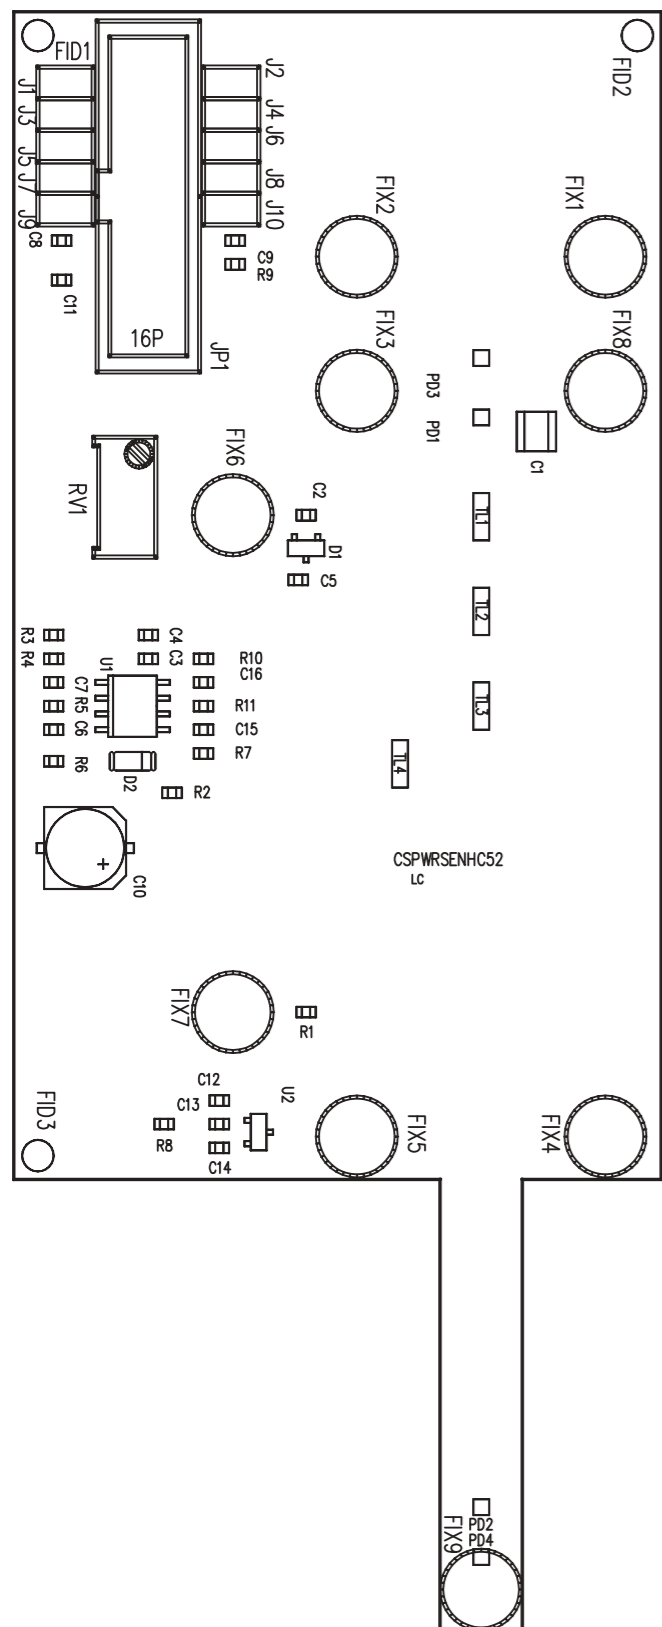 FID1
FID2
J1
J2
J3
J4
J5
J6
J7
J8
J9
J10
FIX2
FIX1
C8
C9
R9
C11
16P
JP1
FIX3
FIX8
PD3
PD1
C1
RV1
FIX6
C2
TL1
D1
C5
TL2
R3
C4
R4
U1
C3
R10
C7
C16
R5
R11
TL3
C6
C15
R6
R7
D2
TL4
R2
C10
CSPWRSENHC52
LC
FIX7
R1
C12
U2
FID3
C13
R8
C14
FIX5
FIX4
FIX9
PD2
PD4